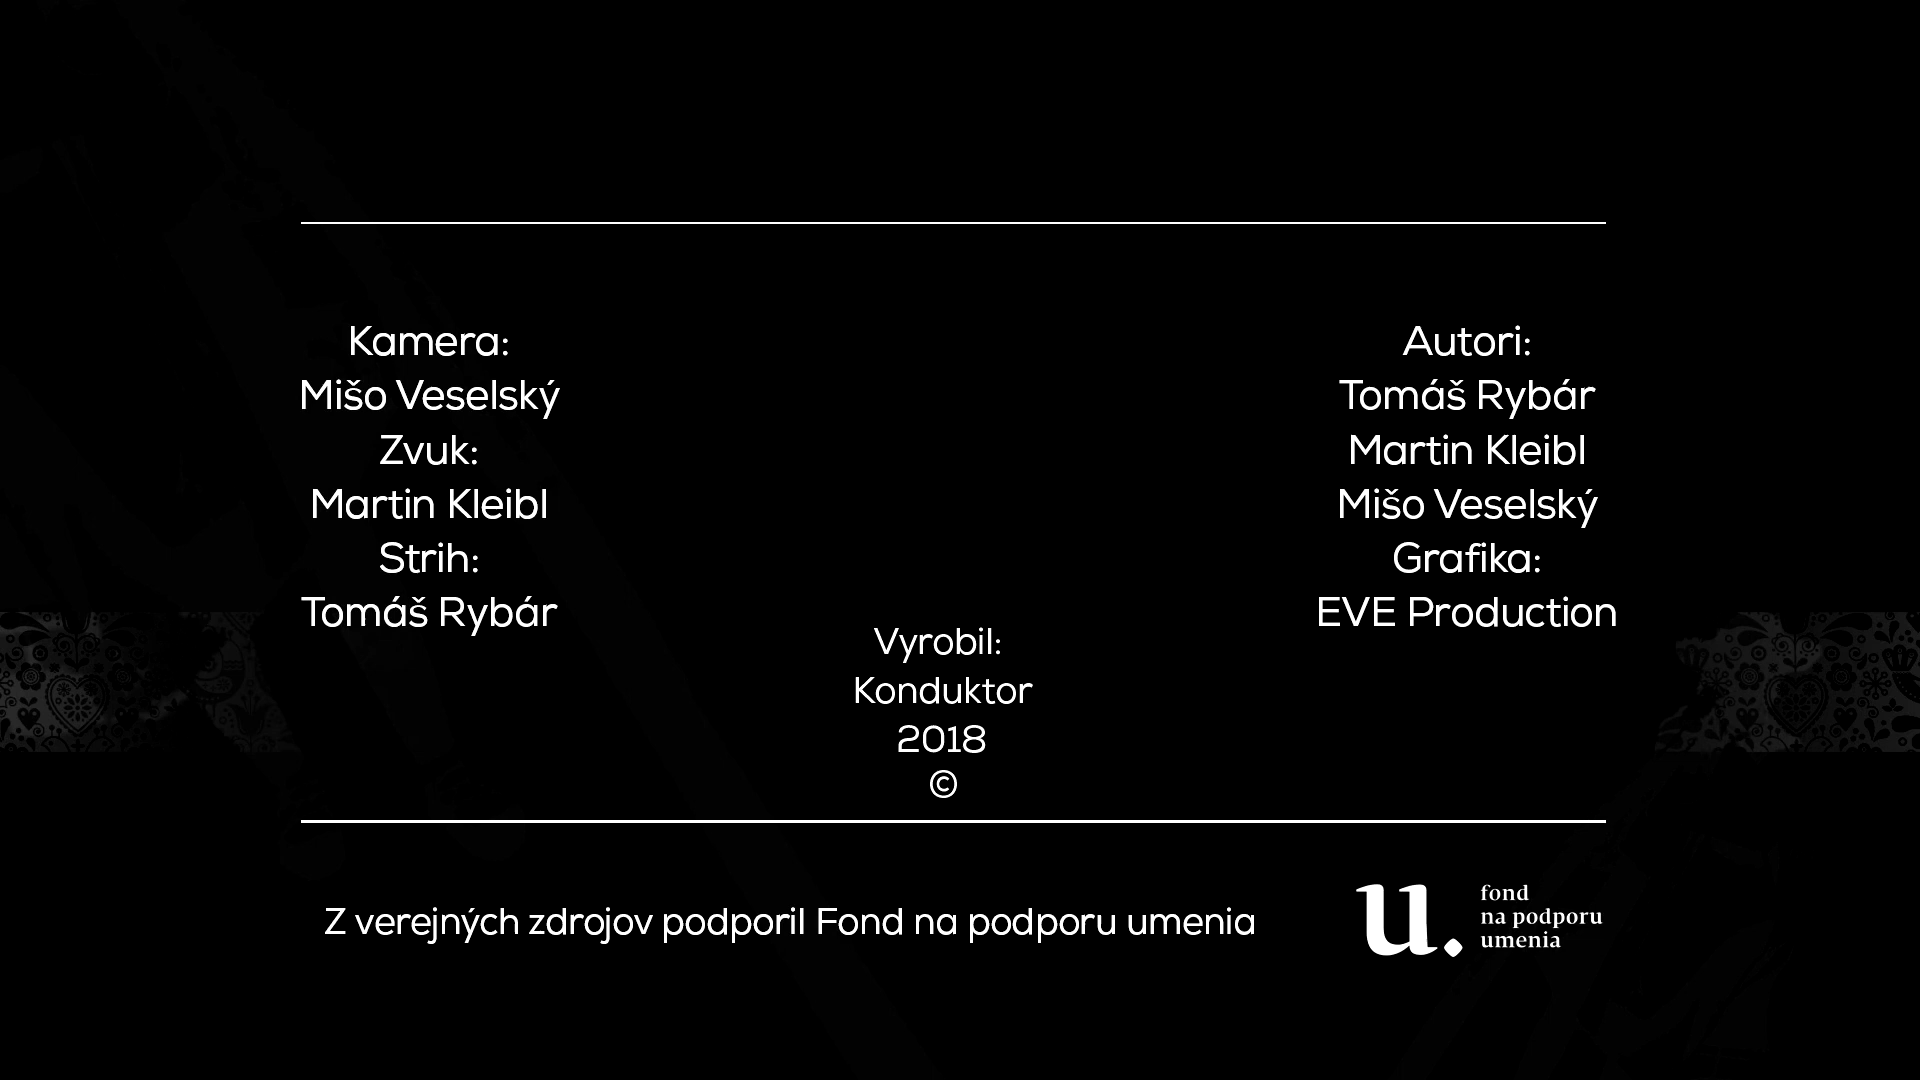 Kamera:
Mišo Veselský
Zvuk:
Martin Kleibl
Strih:
Tomáš Rybár
Autori:
Tomáš Rybár
Martin Kleibl
Mišo Veselský
Grafika:
EVE Production
Vyrobil:
Konduktor
2018
©
Z verejných zdrojov podporil Fond na podporu umenia
u.
fond
na podporu
umenia